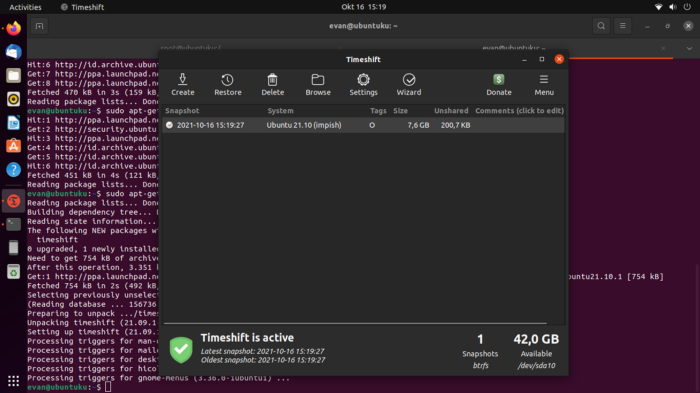 Activities
Timeshift
Okt 16 15:19
evan@ubuntuku: ~
root@ubuntuku:/
evan@ubuntuku: ~
Hit:6 http://id.archive.ubun
Get:7 http://ppa.launchpad.ne
Get:8 http://ppa.launchpad.ne
Fetched 470 kB in 3s (159 kB,
Reading package lists... Done
evan@ubuntuku:~$ sudo apt-get
Hit:1 http://ppa.launchpad.ne
Get:2 http://security.ubuntu
Hit:3 http://ppa.launchpad.ne
Get:4 http://id.archive.ubun
Get:5 http://id.archive.ubun
Hit:6 http://id.archive.ubun
Fetched 451 kB in 4s (121 kB,
Reading package lists... Done
evan@ubuntuku:~$ sudo apt-get
Reading package lists... Done
Building dependency tree...
Reading state information...
The following NEW packages w
timeshift
0 upgraded, 1 newly installed
Need to get 754 kB of archive
After this operation, 3.351
Get:1 http://ppa.launchpad.ne
buntu21.10.1 [754 kB]
Fetched 754 kB in 2s (492 kB,
Selecting previously unselec
(Reading database ... 156736
Preparing to unpack .../times
Unpacking timeshift (21.09.1
Setting up timeshift (21.09.
Processing triggers for man-d
Processing triggers for mailc
Processing triggers for deskt
Processing triggers for hicol
Processing triggers for gnome-menus (3.36.0-1ubuntu1) ...
evan@ubuntuku:~$
Timeshift
Create
Restore
Delete
Browse
Settings
Wizard
Donate
Menu
Snapshot System Tags Size Unshared Comments (click to edit)
2021-10-16 15:19:27 Ubuntu 21.10 (impish) O 7,6 GB 200,7 KB
Timeshift is active
Latest snapshot: 2021-10-16 15:19:27
Oldest snapshot: 2021-10-16 15:19:27
1
Snapshots
btrfs
42,0 GB
Available
/dev/sda10